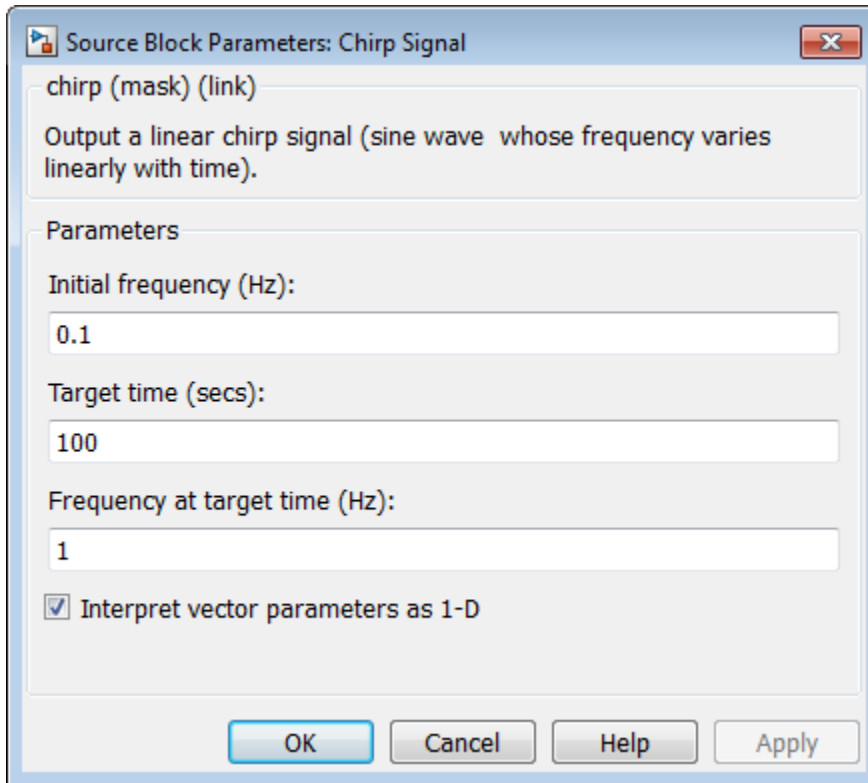 Source Block Parameters: Chirp Signal
chirp (mask) (link)
Output a linear chirp signal (sine wave  whose frequency varies
linearly with time).
Parameters
Initial frequency (Hz):
0.1
Target time (secs):
100
Frequency at target time (Hz):
1
Interpret vector parameters as 1-D
OK Cancel Help Apply